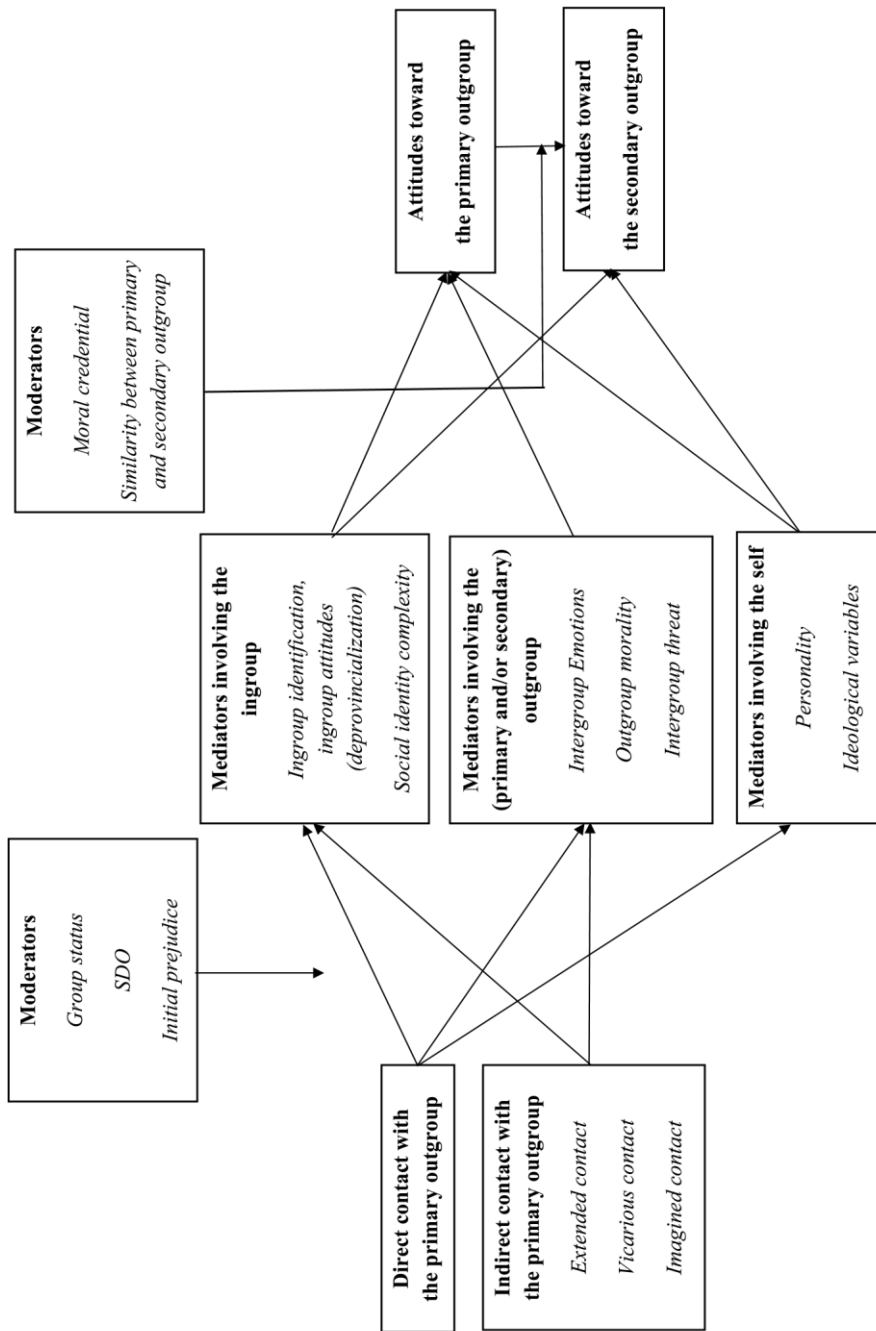 Moderators
Group status
SDO
Initial prejudice
Direct contact with
the primary outgroup
Indirect contact with
the primary outgroup
Extended contact
Vicarious contact
Imagined contact
Mediators involving the
ingroup
Ingroup identification,
ingroup attitudes
(deprovincialization)
Social identity complexity
Mediators involving the
(primary and/or secondary)
outgroup
Intergroup Emotions
Outgroup morality
Intergroup threat
Mediators involving the self
Personality
Ideological variables
Moderators
Moral credential
Similarity between primary
and secondary outgroup
Attitudes toward
the primary outgroup
Attitudes toward
the secondary outgroup